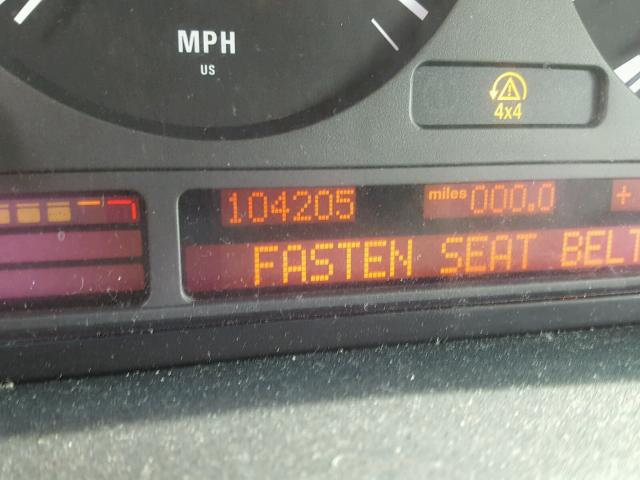 MPH
US
4x4
104205 miles 000.0 +
FASTEN SEAT BELT